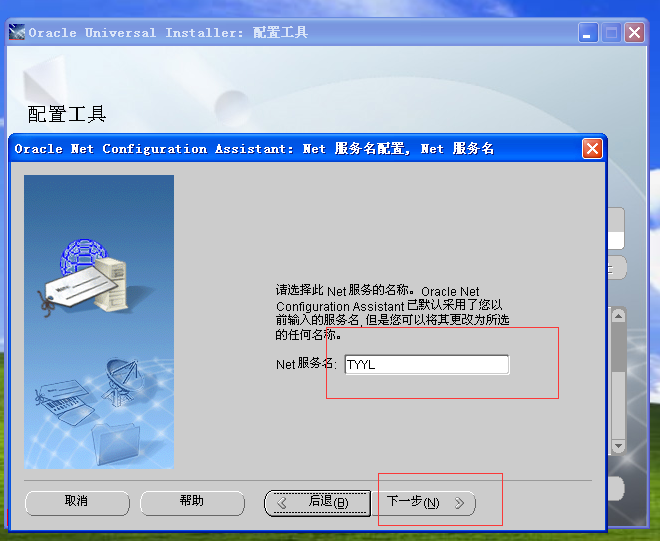 Oracle Universal Installer: 配置工具
配置工具
Oracle Net Configuration Assistant: Net 服务名配置, Net 服务名
请选择此 Net 服务的名称。Oracle Net
Configuration Assistant 已默认采用了您以
前输入的服务名, 但是您可以将其更改为所选
的任何名称。
Net 服务名: TYYL
取消
帮助
后退(B)
下一步(N)